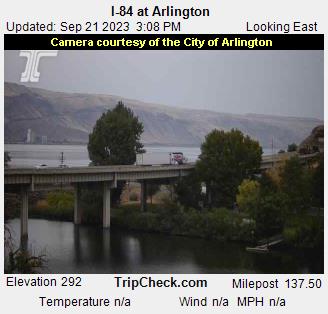 I-84 at Arlington
Updated: Sep 21 2023 3:08 PM Looking East
Camera courtesy of the City of Arlington
Elevation 292 TripCheck.com Milepost 137.50
Temperature n/a Wind n/a MPH n/a